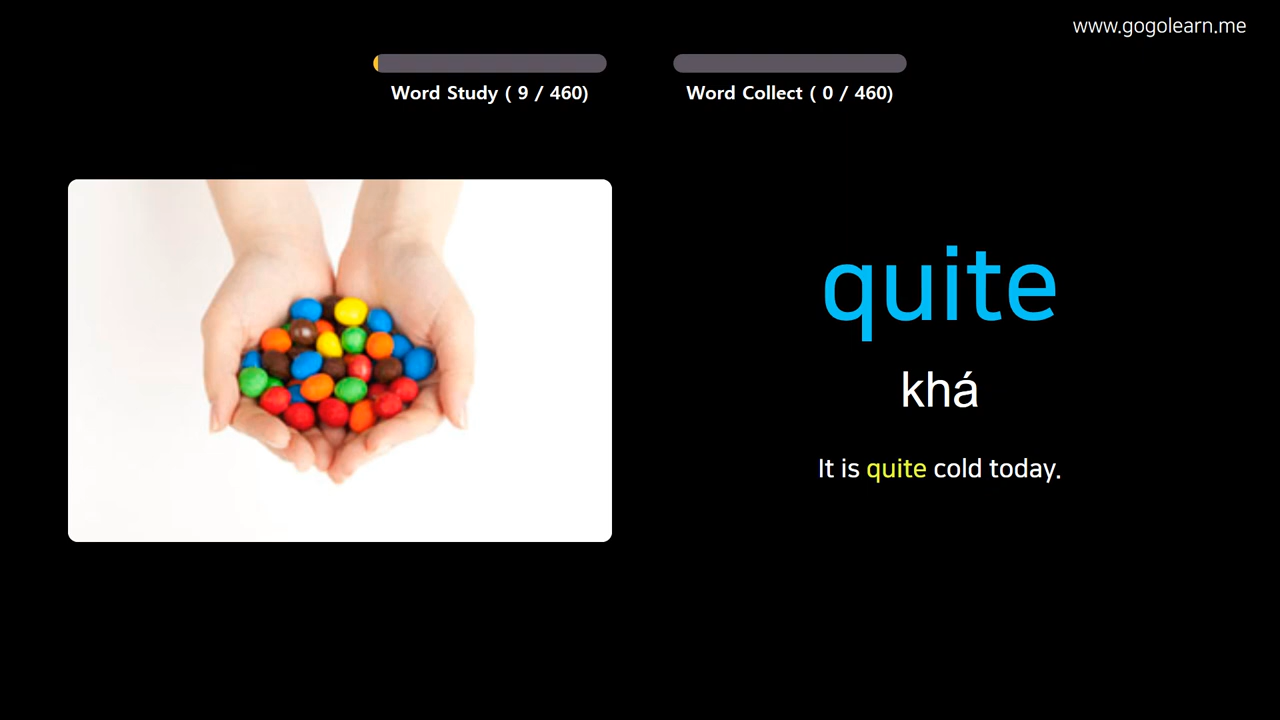 www.gogolearn.me
Word Study ( 9 / 460)
Word Collect ( 0 / 460)
quite
khá
It is quite cold today.